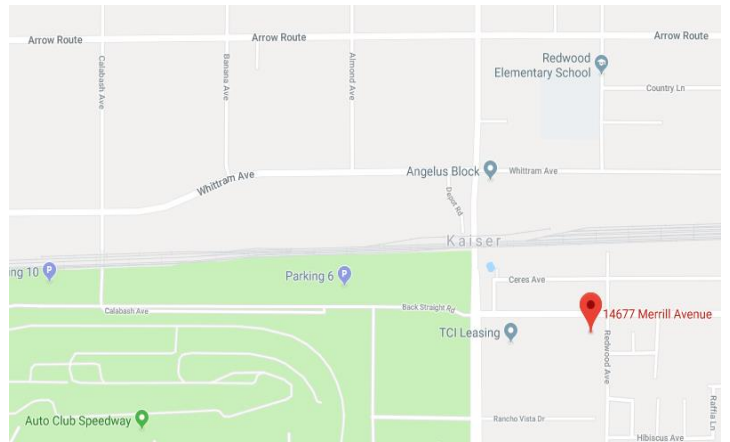 Arrow Route
Arrow Route
Arrow Route
Calabash Ave
Banana Ave
Almond Ave
Redwood
Elementary School
Country Ln
Whittram Ave
Angelus Block
Whittram Ave
Depot Rd
Kaiser
ing 10
P
Parking 6
P
Ceres Ave
Calabash Ave
Back Straight Rd
14677 Merrill Avenue
TCI Leasing
Redwood Ave
Auto Club Speedway
Rancho Vista Dr
Raffia Ln
Hibiscus Ave